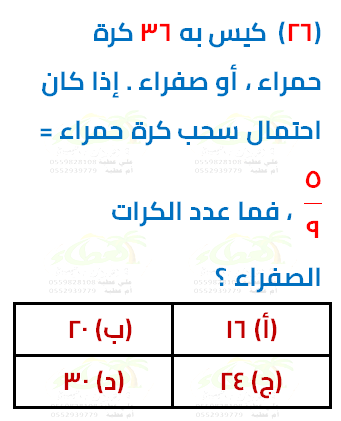 (٢٦) كيس به ٣٦ كرة
حمراء ، أو صفراء . إذا كان
احتمال سحب كرة حمراء =
٥
٩
، فما عدد الكرات
الصفراء ؟
(أ) ١٦
(ب) ٢٠
(ج) ٢٤
(د) ٣٠